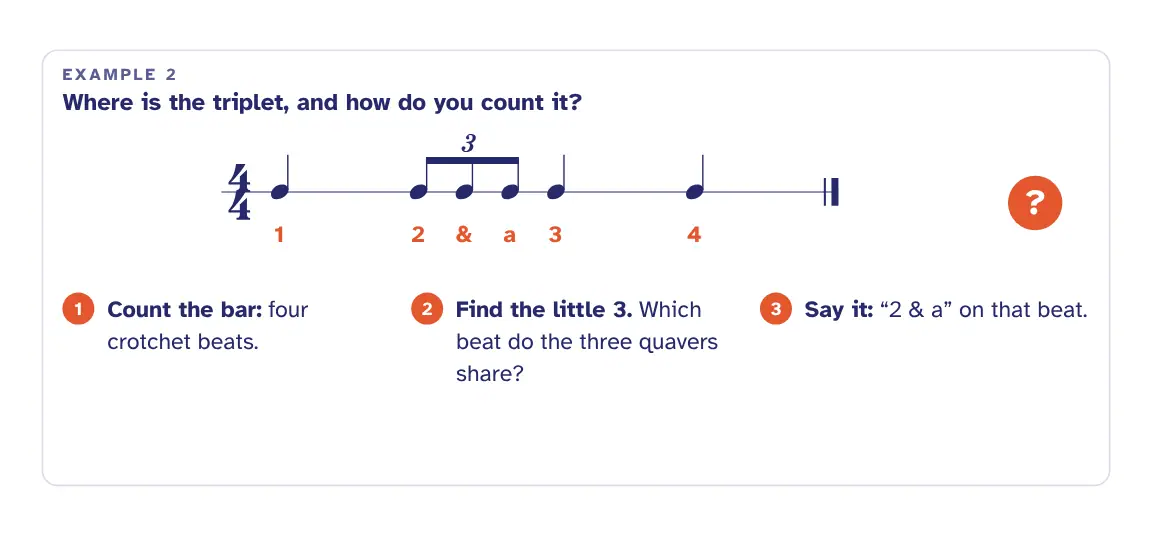 EXAMPLE 2
Where is the triplet, and how do you count it?
3
4
4
1 2 & a 3 4
?
1 Count the bar: four
crotchet beats.
2 Find the little 3. Which
beat do the three quavers
share?
3 Say it: “2 & a” on that beat.